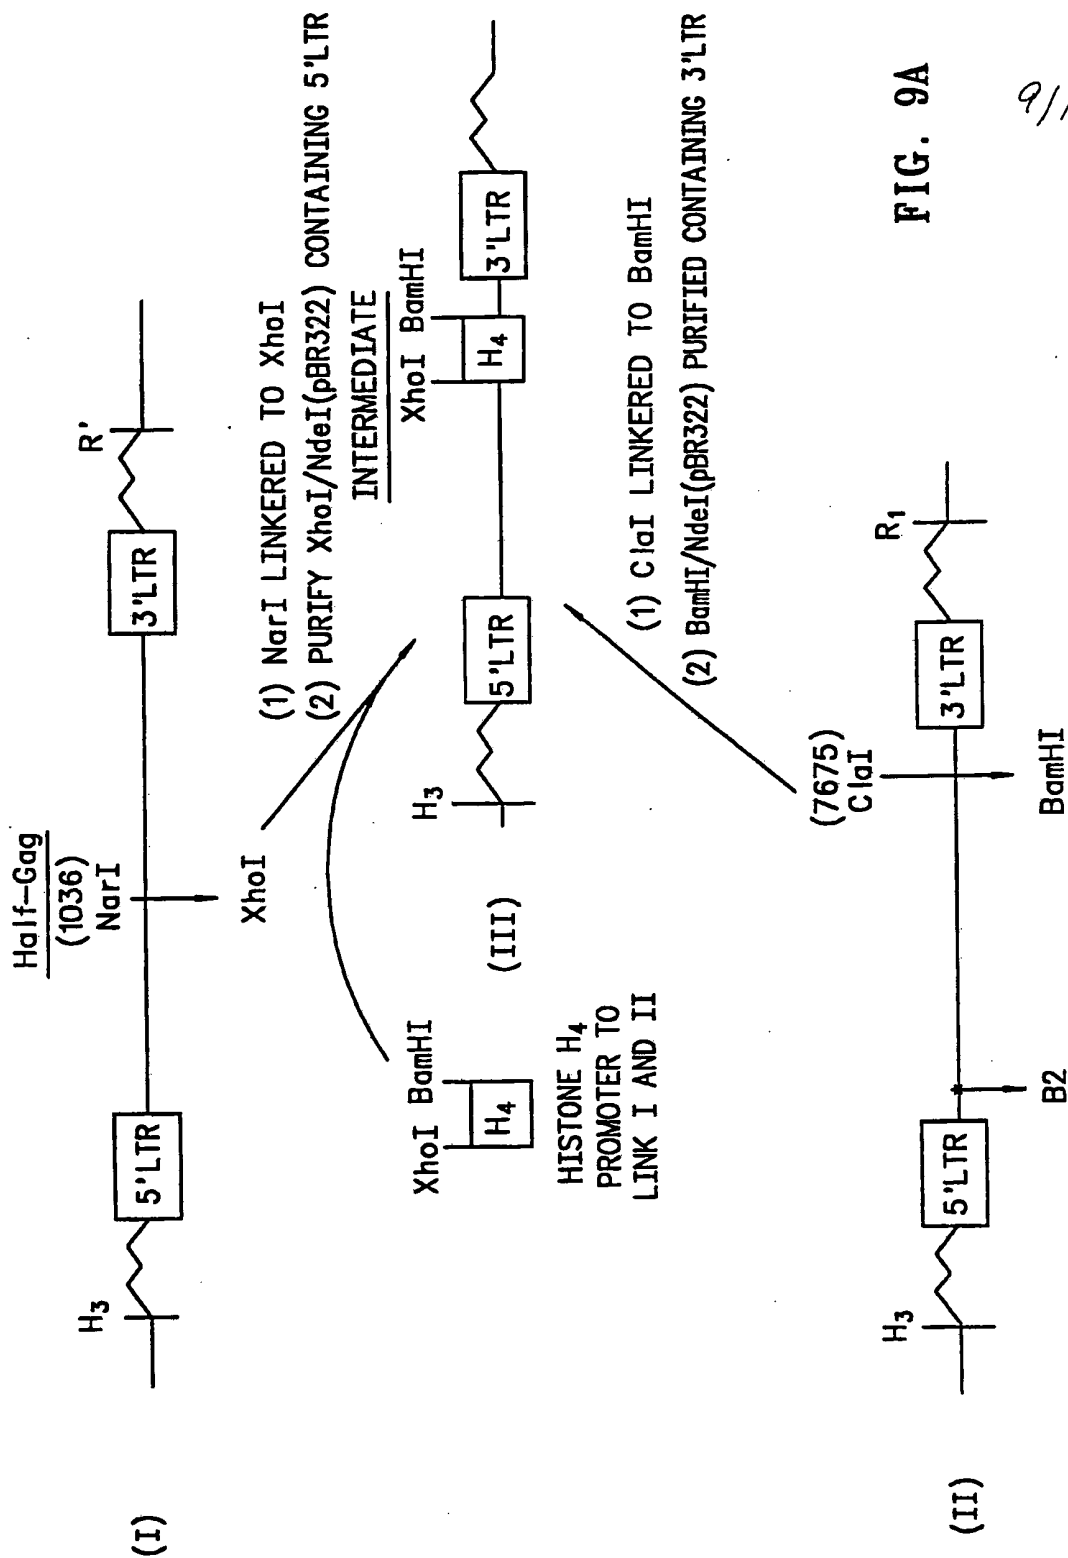 (I)
H3
5'LTR
Half-Gag
(1036)
NarI
XhoI
3'LTR
R'
(1) NarI LINKERED TO XhoI
(2) PURIFY XhoI/NdeI(pBR322) CONTAINING 5'LTR
INTERMEDIATE
XhoI BamHI
H4
HISTONE H4
PROMOTER TO
LINK I AND II
(III)
H3
5'LTR
XhoI BamHI
H4
3'LTR
(1) ClaI LINKERED TO BamHI
(2) BamHI/NdeI(pBR322) PURIFIED CONTAINING 3'LTR
(II)
H3
5'LTR
B2
(7675)
ClaI
BamHI
3'LTR
R1
FIG. 9A